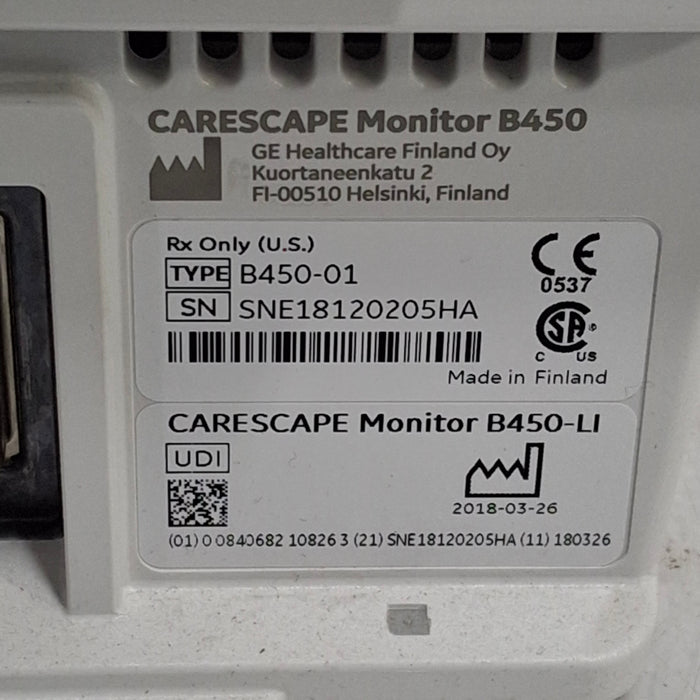 CARESCAPE Monitor B450
GE Healthcare Finland Oy
Kuortaneenkatu 2
FI-00510 Helsinki, Finland
Rx Only (U.S.)
TYPE B450-01
SN SNE18120205HA
CE
0537
SA
C US
Made in Finland
CARESCAPE Monitor B450-LI
UDI
2018-03-26
(01) 0 0840682 10826 3 (21) SNE18120205HA (11) 180326